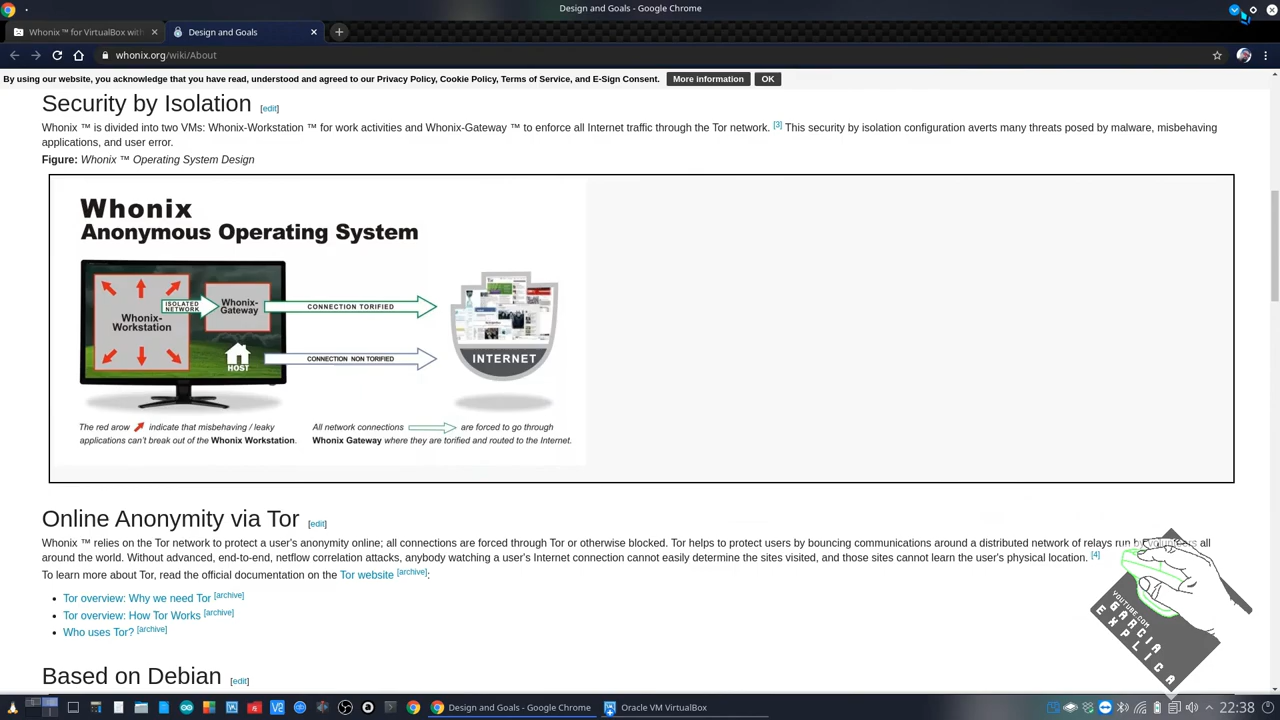 Design and Goals - Google Chrome
Whonix ™ for VirtualBox with
Design and Goals
whonix.org/wiki/About
By using our website, you acknowledge that you have read, understood and agreed to our Privacy Policy, Cookie Policy, Terms of Service, and E-Sign Consent. More information OK
Security by Isolation [edit]
Whonix ™ is divided into two VMs: Whonix-Workstation ™ for work activities and Whonix-Gateway ™ to enforce all Internet traffic through the Tor network. [3] This security by isolation configuration averts many threats posed by malware, misbehaving
applications, and user error.
Figure: Whonix ™ Operating System Design
Whonix
Anonymous Operating System
ISOLATED
NETWORK
Whonix-
Workstation
Whonix-
Gateway
CONNECTION TORIFIED
HOST
CONNECTION NON TORIFIED
INTERNET
The red arow indicate that misbehaving / leaky
applications can't break out of the Whonix Workstation.
All network connections are forced to go through
Whonix Gateway where they are torified and routed to the Internet.
Online Anonymity via Tor [edit]
Whonix ™ relies on the Tor network to protect a user's anonymity online; all connections are forced through Tor or otherwise blocked. Tor helps to protect users by bouncing communications around a distributed network of relays run by volunteers all
around the world. Without advanced, end-to-end, netflow correlation attacks, anybody watching a user's Internet connection cannot easily determine the sites visited, and those sites cannot learn the user's physical location. [4]
To learn more about Tor, read the official documentation on the Tor website [archive]:
Tor overview: Why we need Tor [archive]
Tor overview: How Tor Works [archive]
Who uses Tor? [archive]
Based on Debian [edit]
YOUTUBE.COM
GARCIA
EXPLICA
Design and Goals - Google Chrome
Oracle VM VirtualBox
22:38